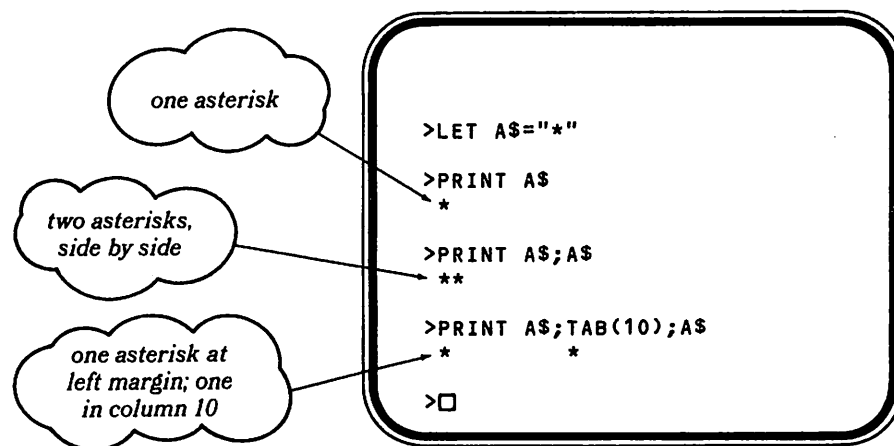 one asterisk
>LET A$="*"
>PRINT A$
*
two asterisks,
side by side
>PRINT A$;A$
**
>PRINT A$;TAB(10);A$
* *
one asterisk at
left margin; one
in column 10
>□